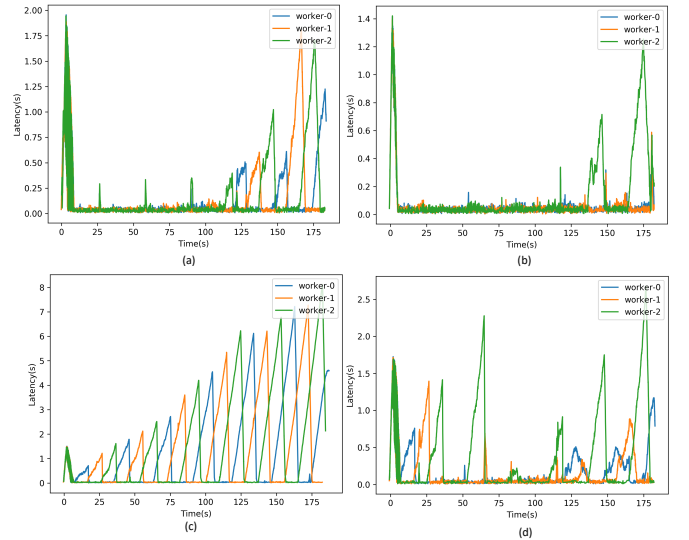 2.00
1.75
1.50
1.25
1.00
0.75
0.50
0.25
0.00
Latency(s)
0 25 50 75 100 125 150 175
Time(s)
worker-0
worker-1
worker-2
(a)
1.4
1.2
1.0
0.8
0.6
0.4
0.2
0.0
Latency(s)
0 25 50 75 100 125 150 175
Time(s)
worker-0
worker-1
worker-2
(b)
8
7
6
5
4
3
2
1
0
Latency(s)
0 25 50 75 100 125 150 175
Time(s)
worker-0
worker-1
worker-2
(c)
2.5
2.0
1.5
1.0
0.5
0.0
Latency(s)
0 25 50 75 100 125 150 175
Time(s)
worker-0
worker-1
worker-2
(d)